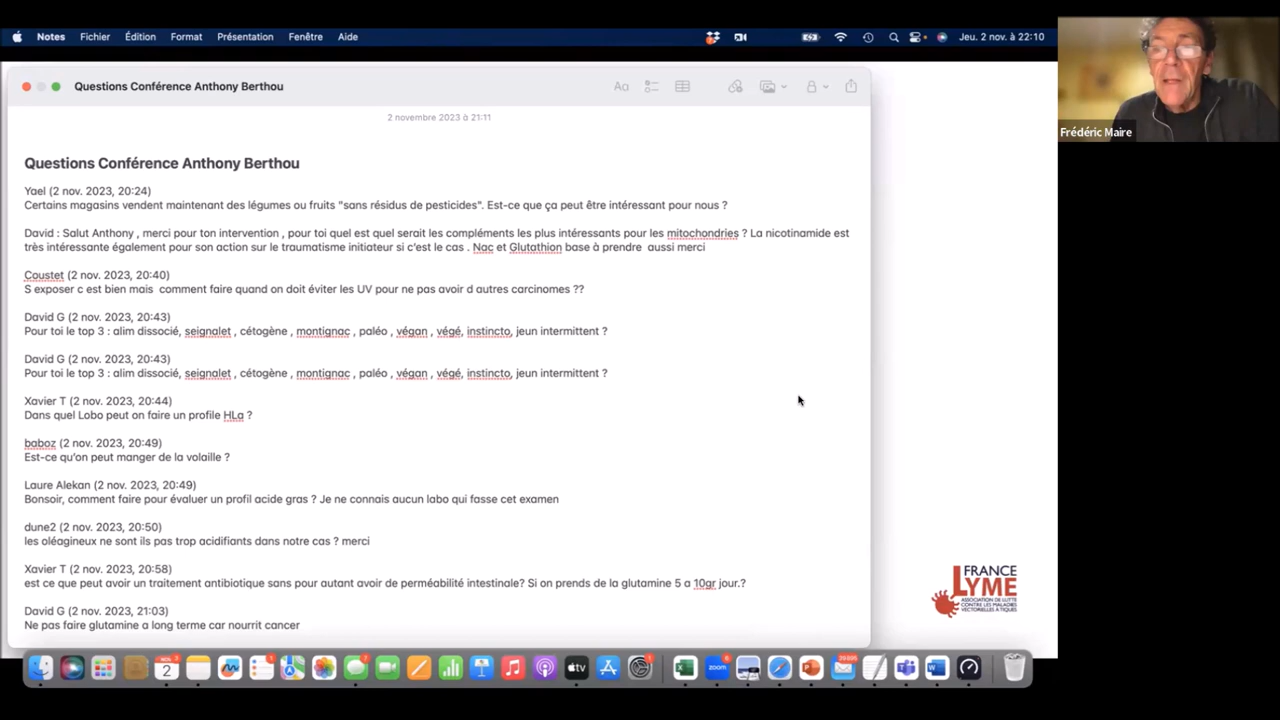 Notes Fichier Édition Format Présentation Fenêtre Aide Jeu. 2 nov. à 22:10
Questions Conférence Anthony Berthou
2 novembre 2023 à 21:11
Questions Conférence Anthony Berthou
Yael (2 nov. 2023, 20:24)
Certains magasins vendent maintenant des légumes ou fruits "sans résidus de pesticides". Est-ce que ça peut être intéressant pour nous ?
David : Salut Anthony , merci pour ton intervention , pour toi quel est quel serait les compléments les plus intéressants pour les mitochondries ? La nicotinamide est
très intéressante également pour son action sur le traumatisme initiateur si c'est le cas . Nac et Glutathion base à prendre aussi merci
Coustet (2 nov. 2023, 20:40)
S exposer c est bien mais comment faire quand on doit éviter les UV pour ne pas avoir d autres carcinomes ??
David G (2 nov. 2023, 20:43)
Pour toi le top 3 : alim dissocié, seignalet , cétogène , montignac , paléo , végan , végé, instincto, jeun intermittent ?
David G (2 nov. 2023, 20:43)
Pour toi le top 3 : alim dissocié, seignalet , cétogène , montignac , paléo , végan , végé, instincto, jeun intermittent ?
Xavier T (2 nov. 2023, 20:44)
Dans quel Lobo peut on faire un profile HLa ?
baboz (2 nov. 2023, 20:49)
Est-ce qu'on peut manger de la volaille ?
Laure Alekan (2 nov. 2023, 20:49)
Bonsoir, comment faire pour évaluer un profil acide gras ? Je ne connais aucun labo qui fasse cet examen
dune2 (2 nov. 2023, 20:50)
les oléagineux ne sont ils pas trop acidifiants dans notre cas ? merci
Xavier T (2 nov. 2023, 20:58)
est ce que peut avoir un traitement antibiotique sans pour autant avoir de perméabilité intestinale? Si on prends de la glutamine 5 a 10gr jour.?
David G (2 nov. 2023, 21:03)
Ne pas faire glutamine a long terme car nourrit cancer
Frédéric Maire
FRANCE
LYME
ASSOCIATION DE LUTTE
CONTRE LES MALADIES
VECTORIELLES À TIQUES
zoom
tv